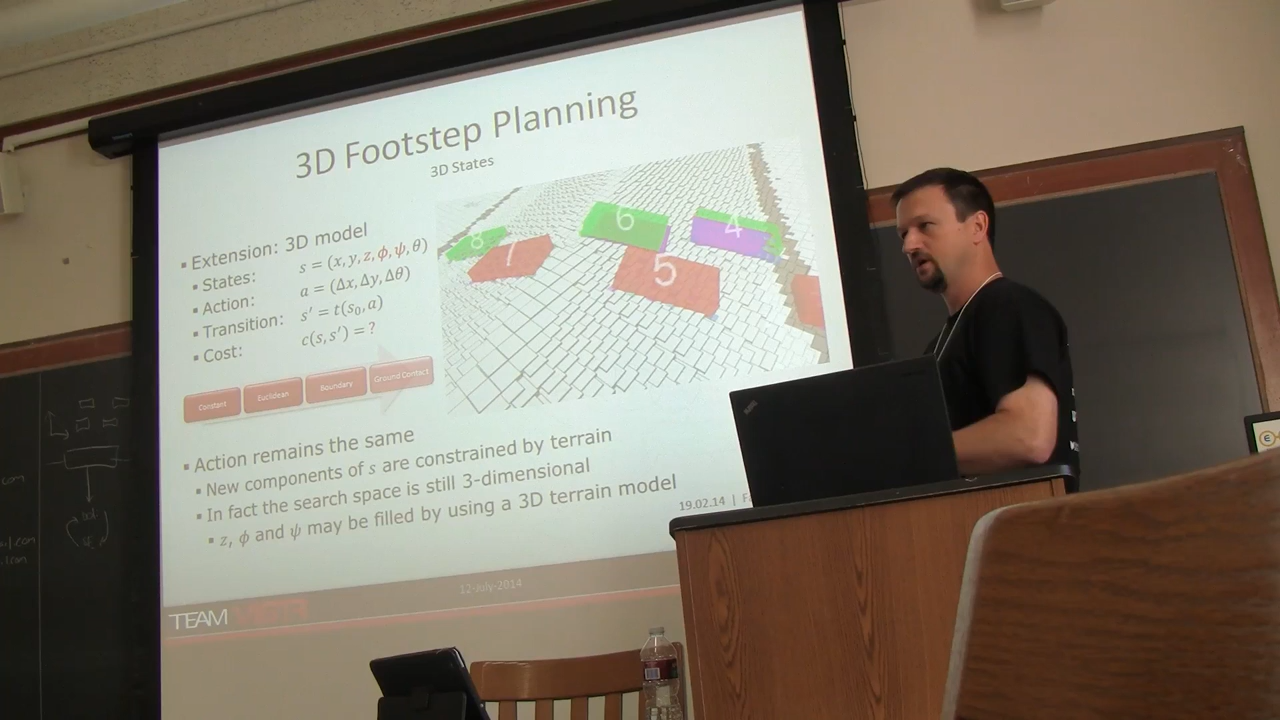 3D Footstep Planning
3D States
▪ Extension: 3D model
▪ States: s = (x, y, z, ϕ, ψ, θ)
▪ Action: a = (Δx, Δy, Δθ)
▪ Transition: s′ = t(s₀, a)
▪ Cost: c(s, s′) = ?
Constant Euclidean Boundary Ground Contact
8 7 6 5 4
▪ Action remains the same
▪ New components of s are constrained by terrain
▪ In fact the search space is still 3-dimensional
▪ z, ϕ and ψ may be filled by using a 3D terrain model
19.02.14 |
12-July-2014
TEAM